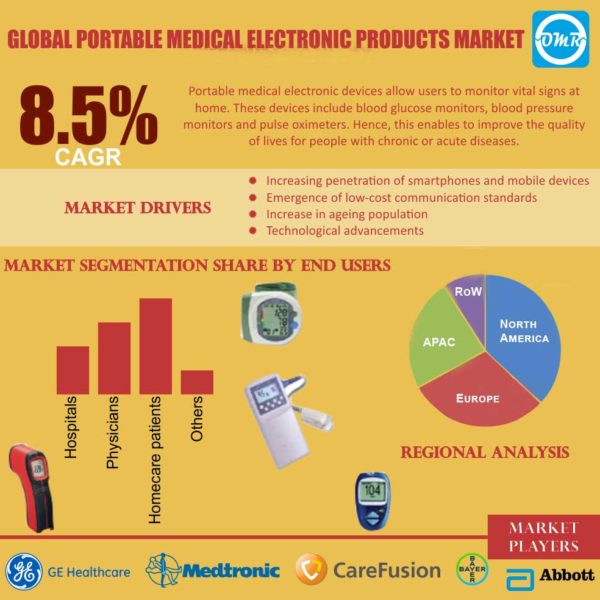 GLOBAL PORTABLE MEDICAL ELECTRONIC PRODUCTS MARKET
OMR
8.5%
CAGR
Portable medical electronic devices allow users to monitor vital signs at
home. These devices include blood glucose monitors, blood pressure
monitors and pulse oximeters. Hence, this enables to improve the quality
of lives for people with chronic or acute diseases.
MARKET DRIVERS
Increasing penetration of smartphones and mobile devices
Emergence of low-cost communication standards
Increase in ageing population
Technological advancements
MARKET SEGMENTATION SHARE BY END USERS
Hospitals
Physicians
Homecare patients
Others
RoW
North
America
APAC
Europe
REGIONAL ANALYSIS
104
MARKET
PLAYERS
GE Healthcare
Medtronic
CareFusion
BAYER
BAYER
Abbott